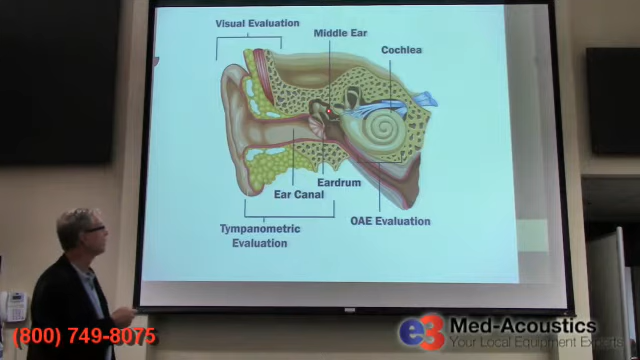 Visual Evaluation
Middle Ear
Cochlea
Eardrum
Ear Canal
OAE Evaluation
Tympanometric
Evaluation
(800) 749-8075
e3 Med-Acoustics
Your Local Equipment Experts